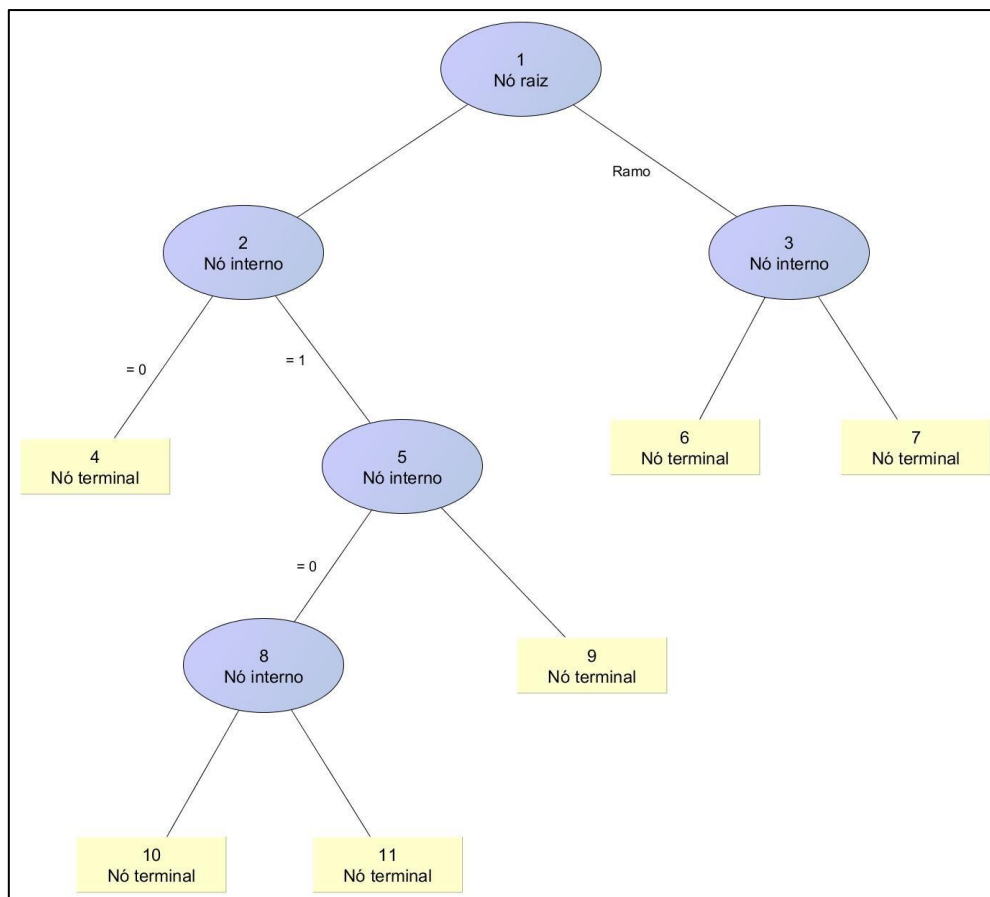 1
Nó raiz
Ramo
2
Nó interno
3
Nó interno
= 0
= 1
4
Nó terminal
5
Nó interno
6
Nó terminal
7
Nó terminal
= 0
8
Nó interno
9
Nó terminal
10
Nó terminal
11
Nó terminal